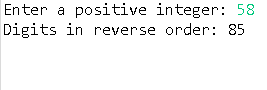 Enter a positive integer: 58
Digits in reverse order: 85